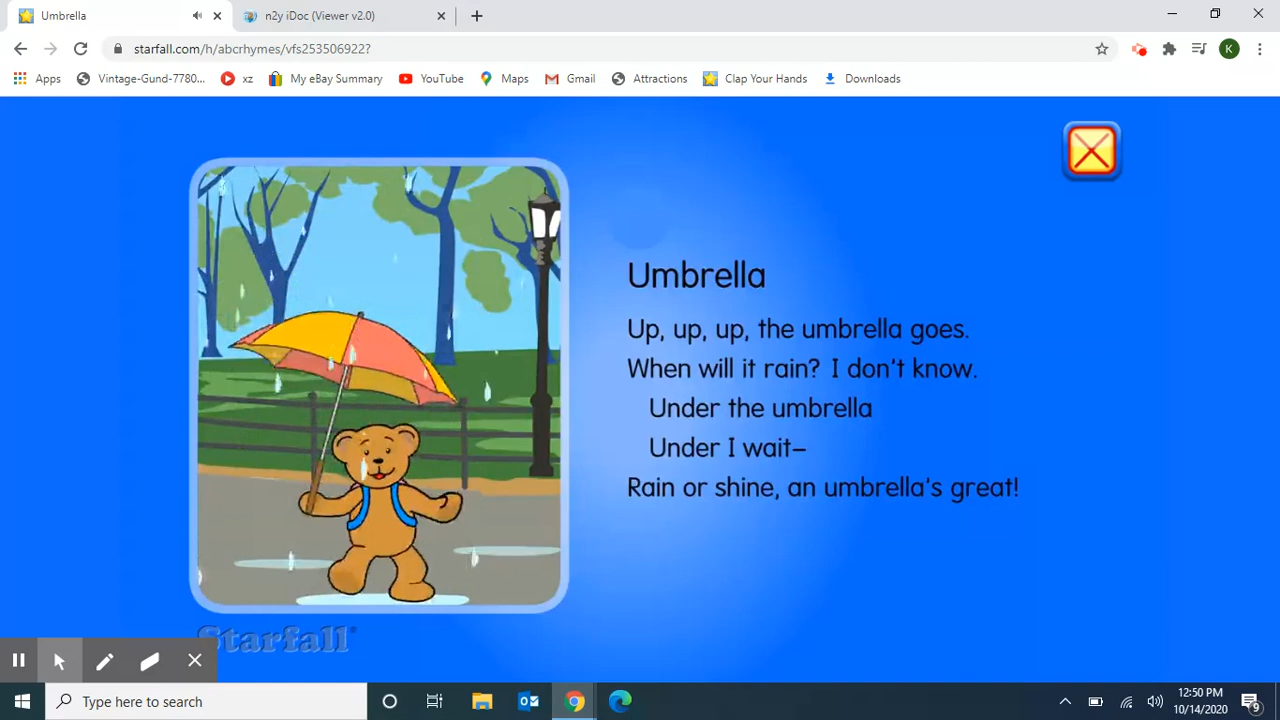 Umbrella
n2y iDoc (Viewer v2.0)
starfall.com/h/abcrhymes/vfs253506922?
K
Apps
Vintage-Gund-7780...
xz
My eBay Summary
YouTube
Maps
Gmail
Attractions
Clap Your Hands
Downloads
Umbrella
Up, up, up, the umbrella goes.
When will it rain? I don't know.
Under the umbrella
Under I wait–
Rain or shine, an umbrella's great!
Starfall®
Type here to search
12:50 PM
10/14/2020
9